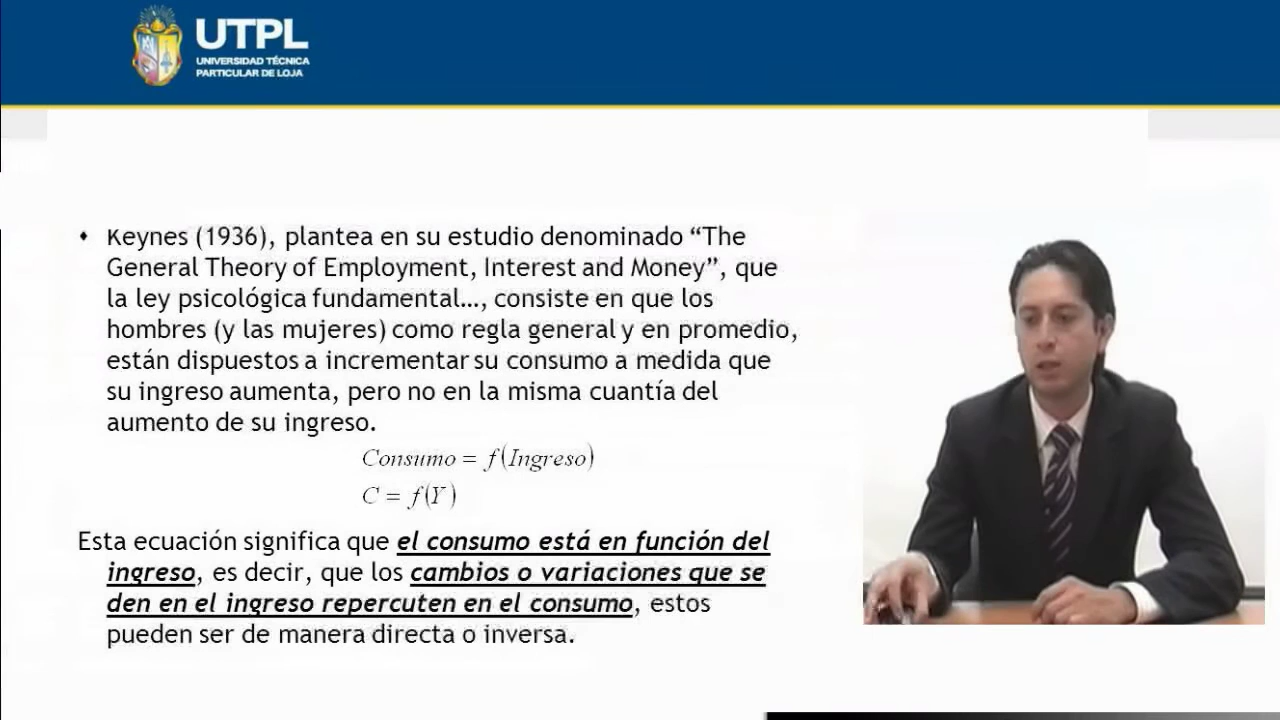 UTPL
UNIVERSIDAD TÉCNICA
PARTICULAR DE LOJA
Keynes (1936), plantea en su estudio denominado “The
General Theory of Employment, Interest and Money”, que
la ley psicológica fundamental…, consiste en que los
hombres (y las mujeres) como regla general y en promedio,
están dispuestos a incrementar su consumo a medida que
su ingreso aumenta, pero no en la misma cuantía del
aumento de su ingreso.
Consumo = f(Ingreso)
C = f(Y)
Esta ecuación significa que el consumo está en función del
ingreso, es decir, que los cambios o variaciones que se
den en el ingreso repercuten en el consumo, estos
pueden ser de manera directa o inversa.